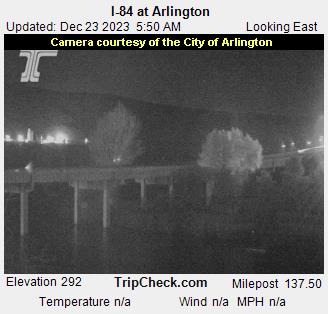 I-84 at Arlington
Updated: Dec 23 2023 5:50 AM Looking East
Camera courtesy of the City of Arlington
Elevation 292 TripCheck.com Milepost 137.50
Temperature n/a Wind n/a MPH n/a